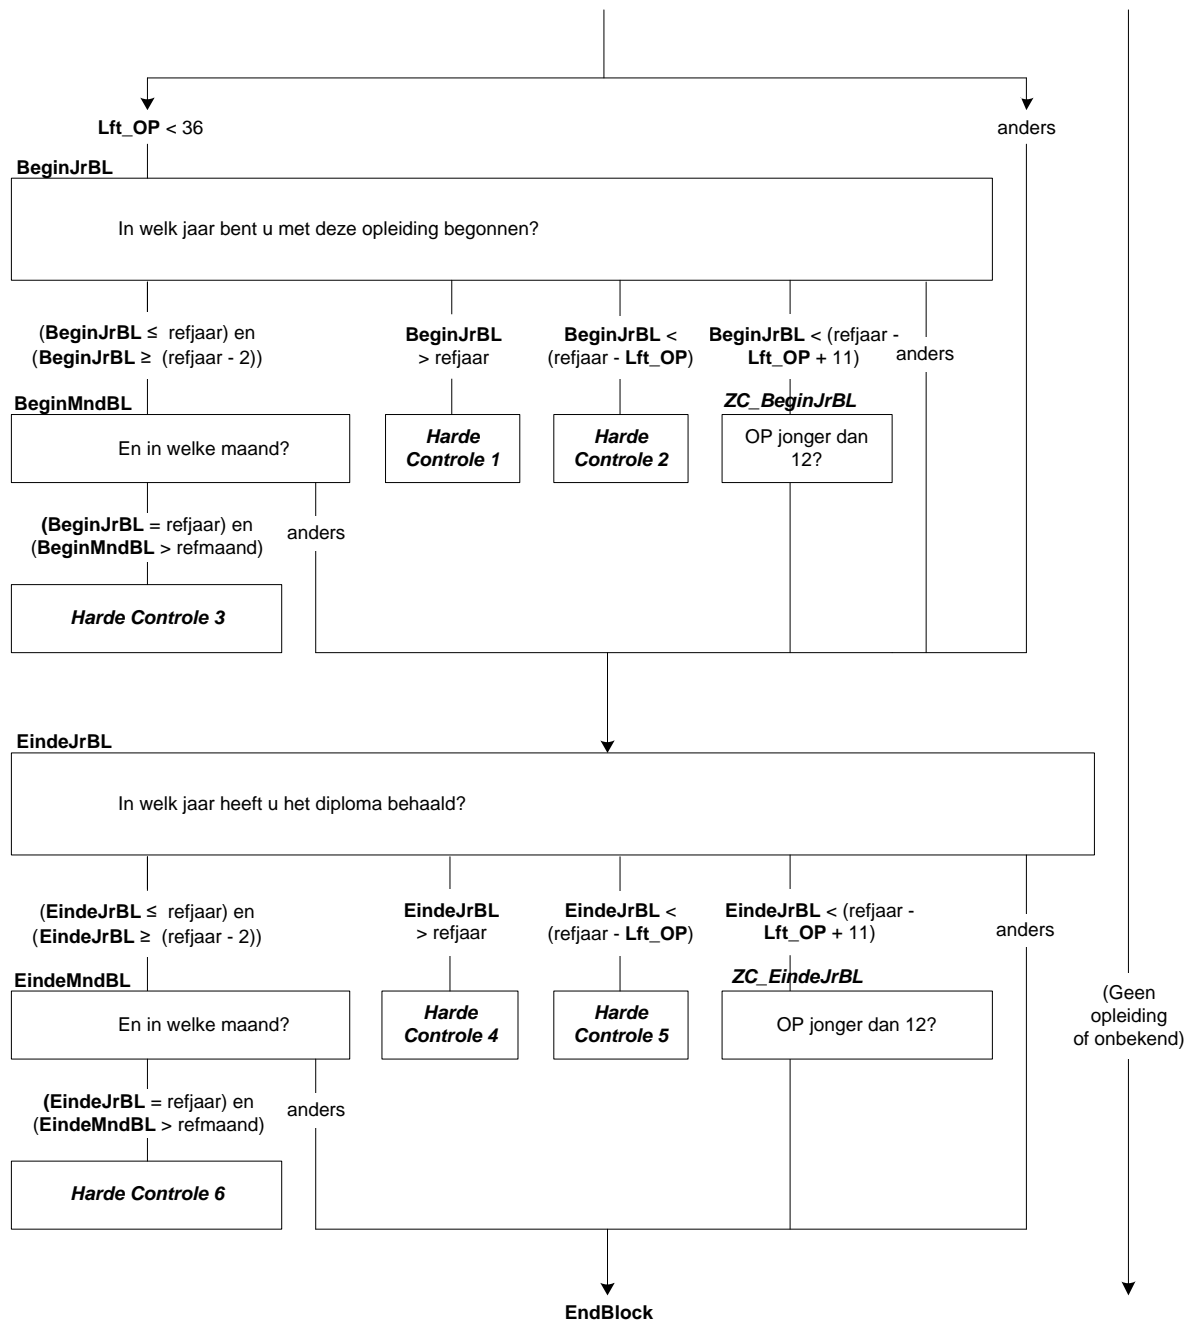 Lft_OP < 36
anders
BeginJrBL
In welk jaar bent u met deze opleiding begonnen?
(BeginJrBL ≤ refjaar) en
(BeginJrBL ≥ (refjaar - 2))
BeginJrBL
> refjaar
BeginJrBL <
(refjaar - Lft_OP)
BeginJrBL < (refjaar -
Lft_OP + 11)
anders
BeginMndBL
En in welke maand?
Harde
Controle 1
Harde
Controle 2
ZC_BeginJrBL
OP jonger dan
12?
(BeginJrBL = refjaar) en
(BeginMndBL > refmaand)
anders
Harde Controle 3
EindeJrBL
In welk jaar heeft u het diploma behaald?
(EindeJrBL ≤ refjaar) en
(EindeJrBL ≥ (refjaar - 2))
EindeJrBL
> refjaar
EindeJrBL <
(refjaar - Lft_OP)
EindeJrBL < (refjaar -
Lft_OP + 11)
anders
EindeMndBL
En in welke maand?
Harde
Controle 4
Harde
Controle 5
ZC_EindeJrBL
OP jonger dan 12?
(Geen
opleiding
of onbekend)
(EindeJrBL = refjaar) en
(EindeMndBL > refmaand)
anders
Harde Controle 6
EndBlock